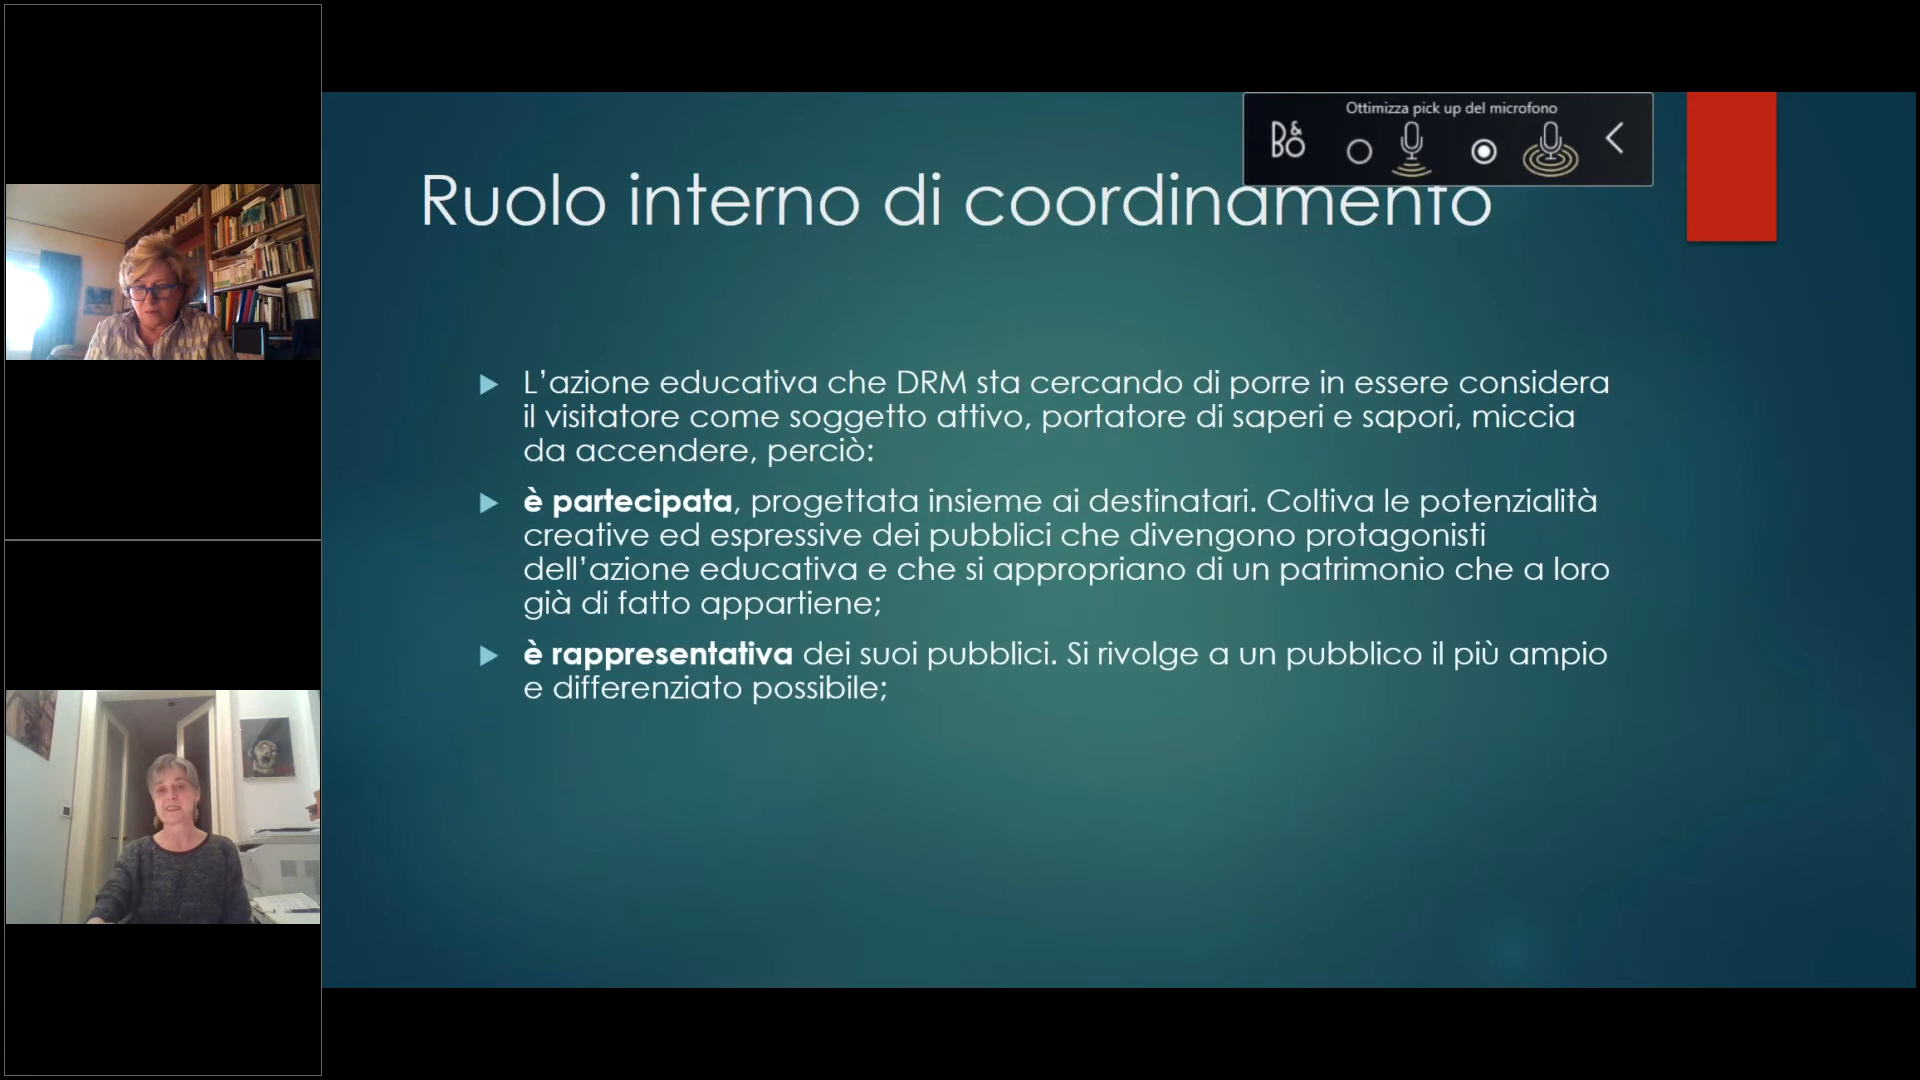 Ottimizza pick up del microfono
B&O
Ruolo interno di coordinamento
L’azione educativa che DRM sta cercando di porre in essere considera
il visitatore come soggetto attivo, portatore di saperi e sapori, miccia
da accendere, perciò:
è partecipata, progettata insieme ai destinatari. Coltiva le potenzialità
creative ed espressive dei pubblici che divengono protagonisti
dell’azione educativa e che si appropriano di un patrimonio che a loro
già di fatto appartiene;
è rappresentativa dei suoi pubblici. Si rivolge a un pubblico il più ampio
e differenziato possibile;